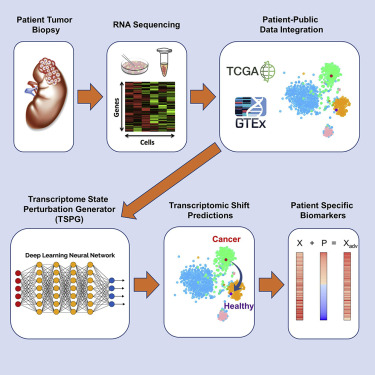 Patient Tumor
Biopsy
RNA Sequencing
Patient-Public
Data Integration
Genes
Cells
TCGA
GTEx
Transcriptome State
Perturbation Generator
(TSPG)
Transcriptomic Shift
Predictions
Patient Specific
Biomarkers
Deep Learning Neural Network
Cancer
Healthy
X + P = Xadv